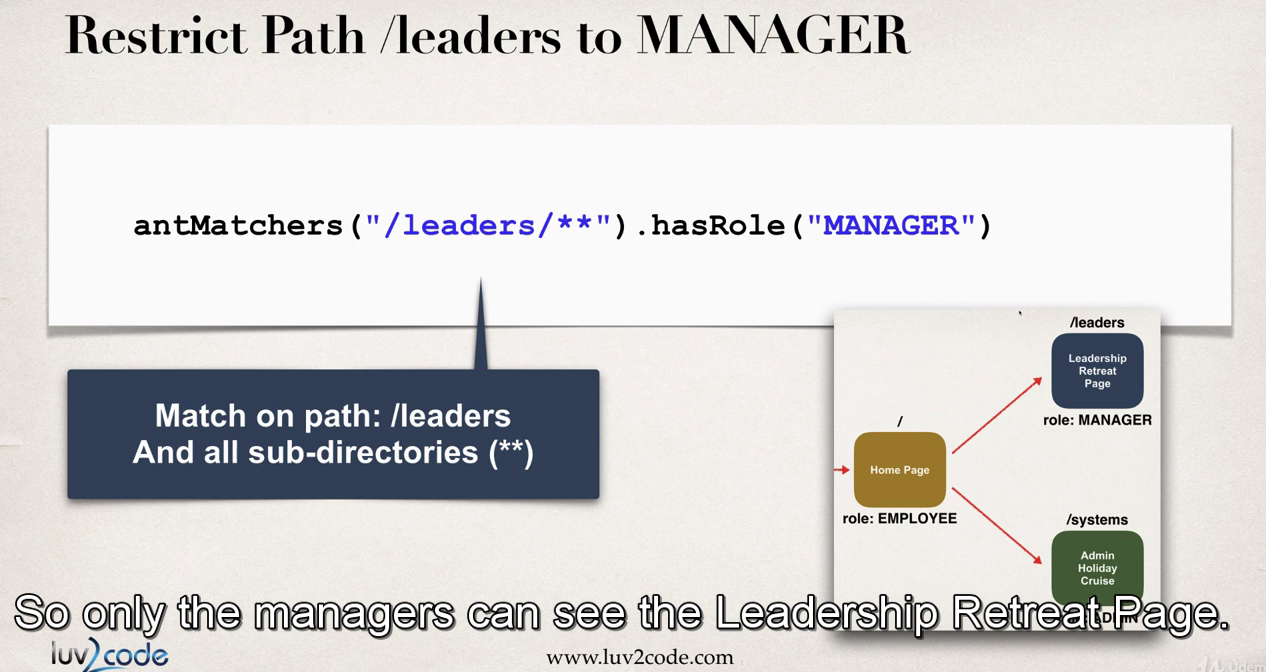 Restrict Path /leaders to MANAGER
antMatchers("/leaders/**").hasRole("MANAGER")
Match on path: /leaders
And all sub-directories (**)
/leaders
Leadership
Retreat
Page
role: MANAGER
/
Home Page
role: EMPLOYEE
/systems
Admin
Holiday
Cruise
So only the managers can see the Leadership Retreat Page.
luv2code
www.luv2code.com